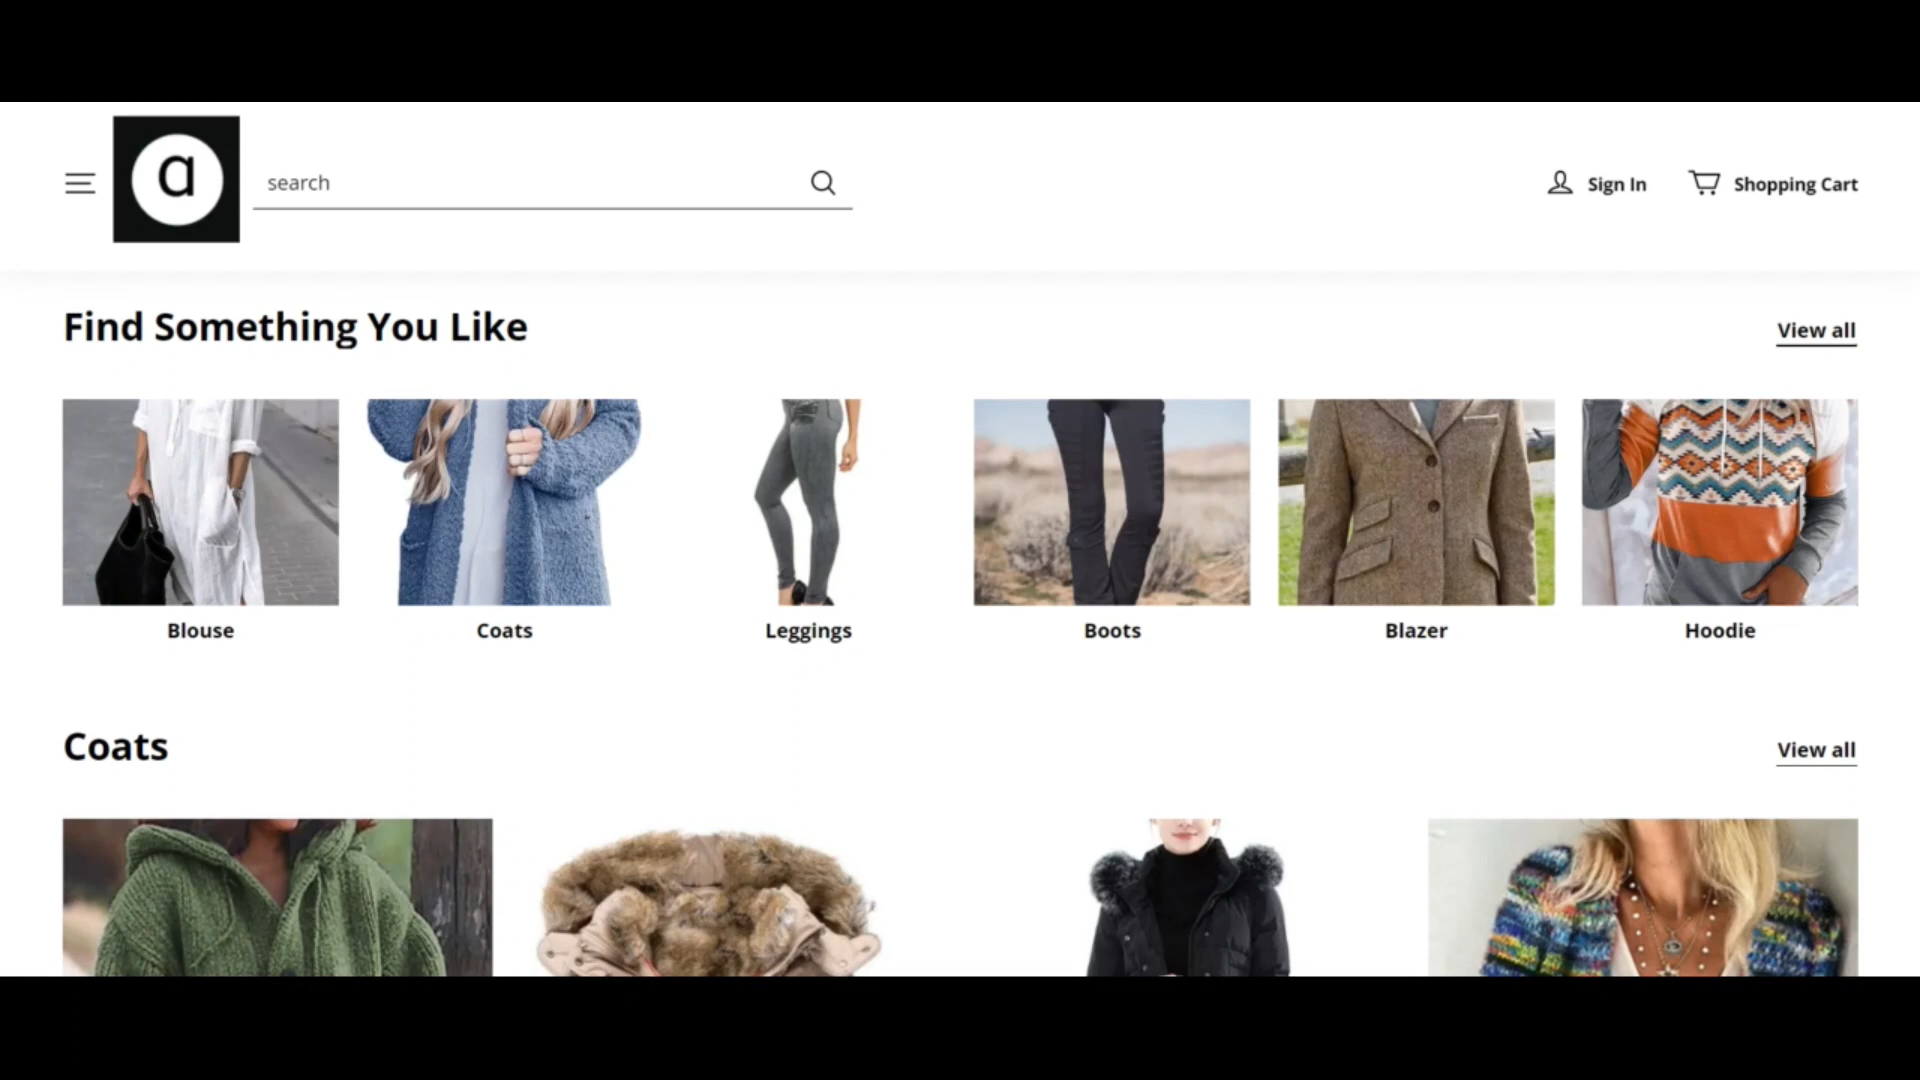 a
search
Sign In
Shopping Cart
Find Something You Like
View all
Blouse
Coats
Leggings
Boots
Blazer
Hoodie
Coats
View all